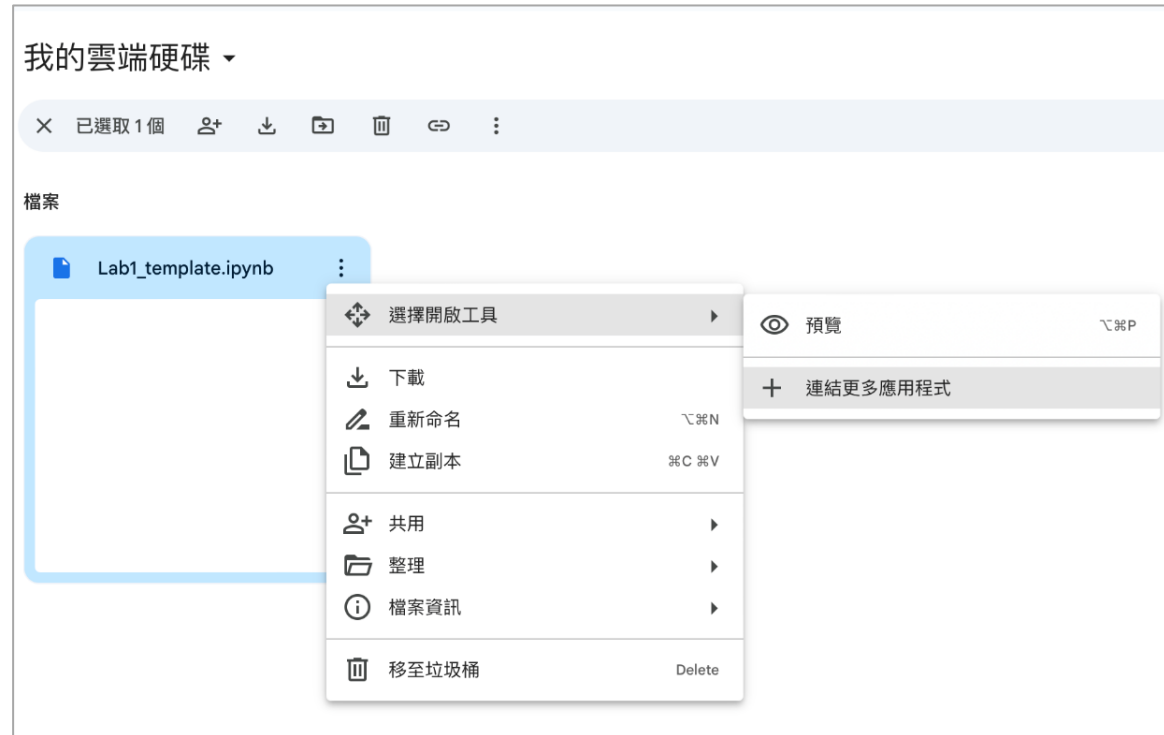 我的雲端硬碟
已選取 1 個
檔案
Lab1_template.ipynb
選擇開啟工具
預覽 ⌥⌘P
連結更多應用程式
下載
重新命名 ⌥⌘N
建立副本 ⌘C ⌘V
共用
整理
檔案資訊
移至垃圾桶 Delete